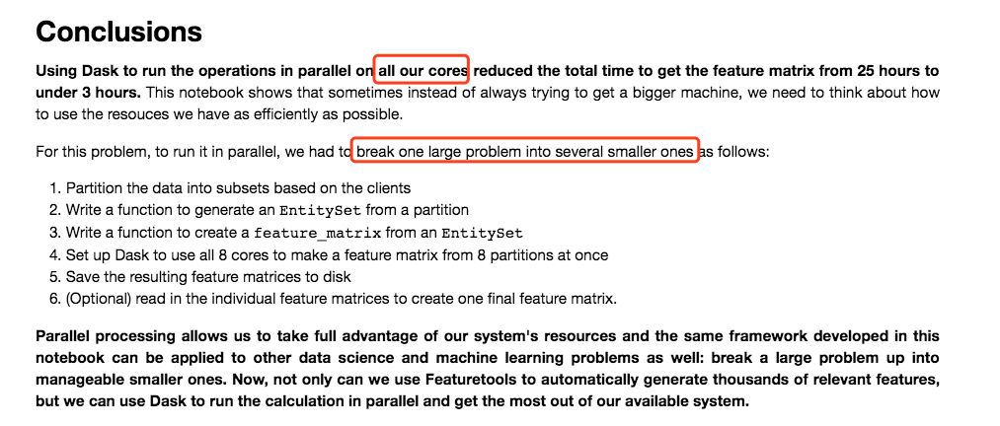 Conclusions
Using Dask to run the operations in parallel on all our cores reduced the total time to get the feature matrix from 25 hours to
under 3 hours. This notebook shows that sometimes instead of always trying to get a bigger machine, we need to think about how
to use the resouces we have as efficiently as possible.
For this problem, to run it in parallel, we had to break one large problem into several smaller ones as follows:
1. Partition the data into subsets based on the clients
2. Write a function to generate an EntitySet from a partition
3. Write a function to create a feature_matrix from an EntitySet
4. Set up Dask to use all 8 cores to make a feature matrix from 8 partitions at once
5. Save the resulting feature matrices to disk
6. (Optional) read in the individual feature matrices to create one final feature matrix.
Parallel processing allows us to take full advantage of our system's resources and the same framework developed in this
notebook can be applied to other data science and machine learning problems as well: break a large problem up into
manageable smaller ones. Now, not only can we use Featuretools to automatically generate thousands of relevant features,
but we can use Dask to run the calculation in parallel and get the most out of our available system.